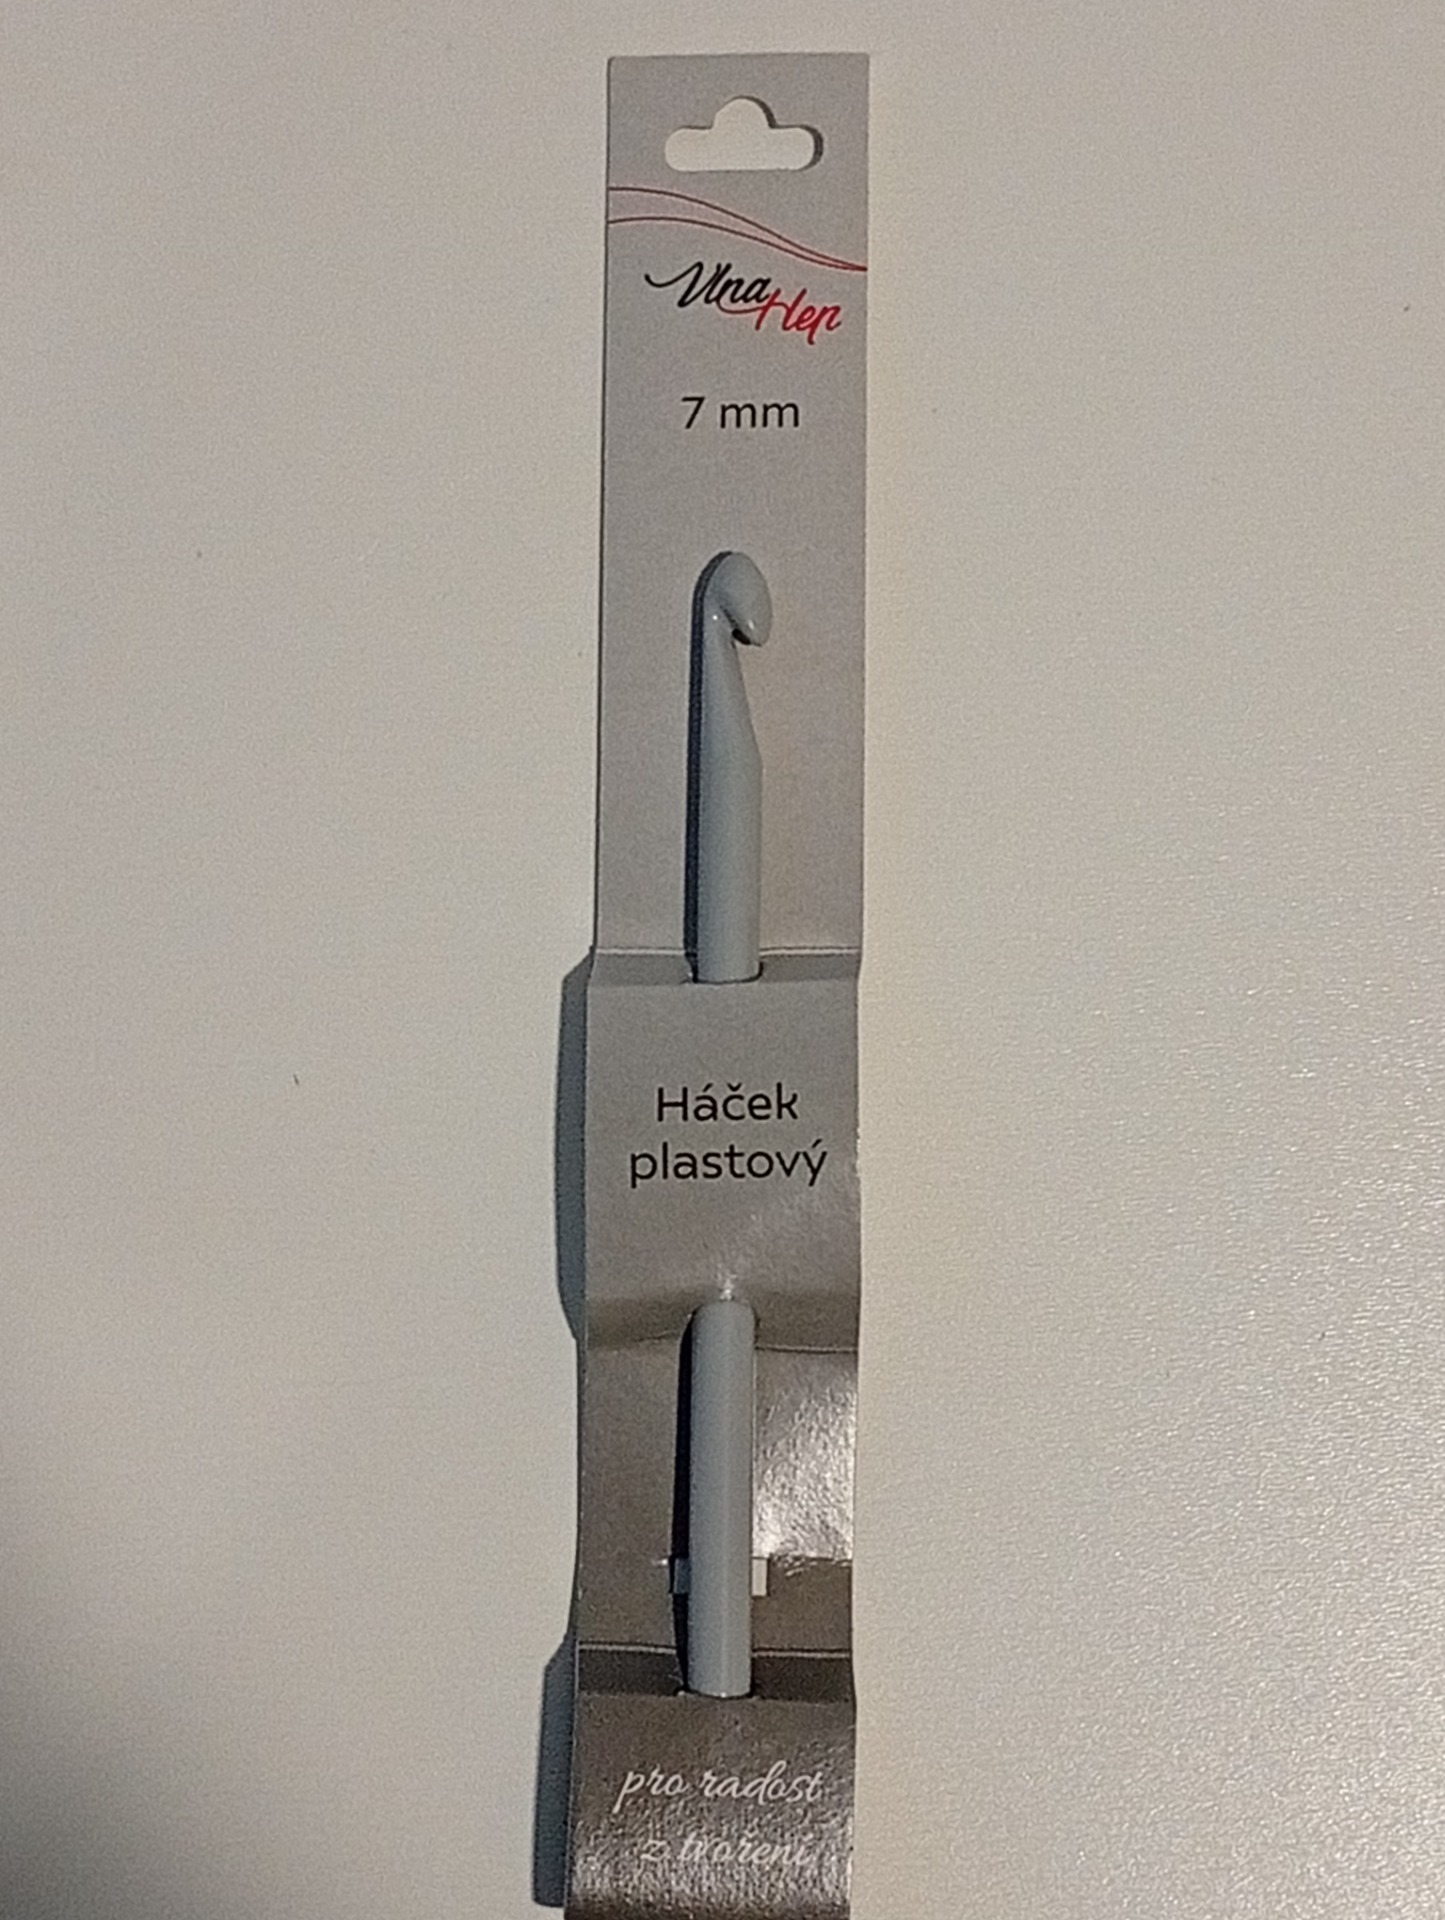 Vlna
Hep
7 mm
Háček
plastový
pro radost
z tvoření